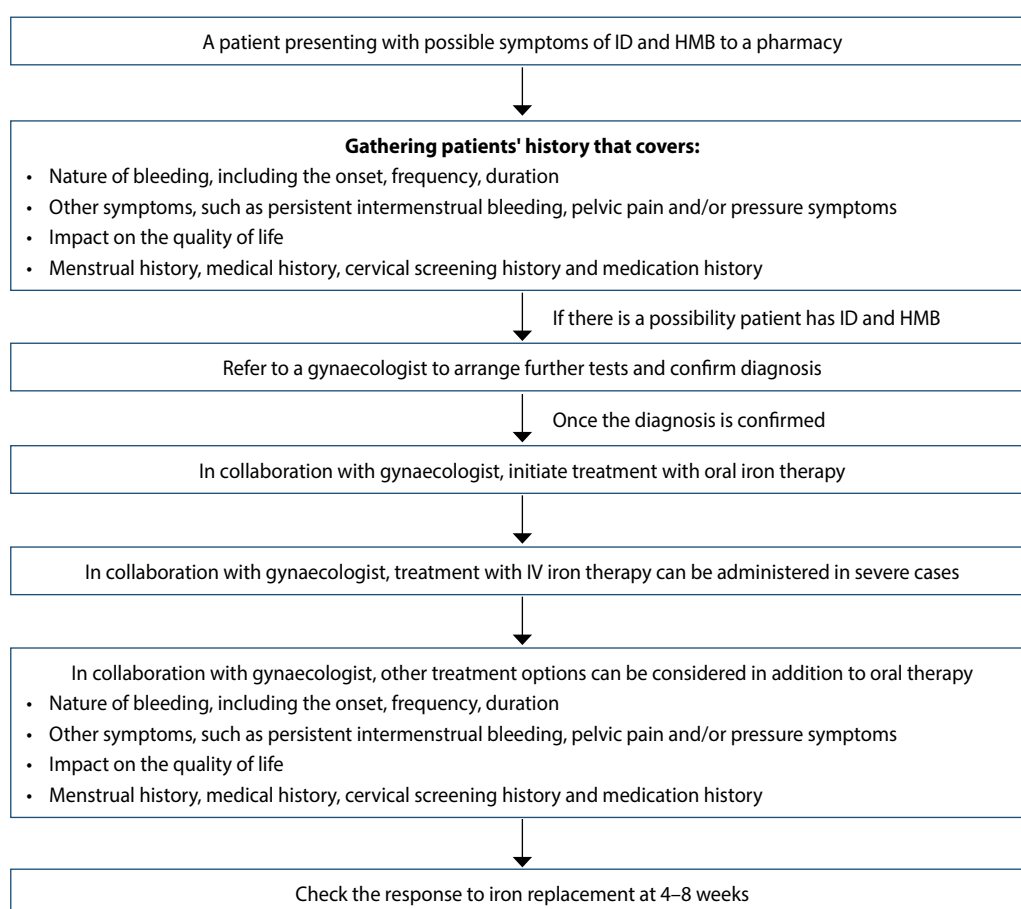 A patient presenting with possible symptoms of ID and HMB to a pharmacy
Gathering patients' history that covers:
• Nature of bleeding, including the onset, frequency, duration
• Other symptoms, such as persistent intermenstrual bleeding, pelvic pain and/or pressure symptoms
• Impact on the quality of life
• Menstrual history, medical history, cervical screening history and medication history
If there is a possibility patient has ID and HMB
Refer to a gynaecologist to arrange further tests and confirm diagnosis
Once the diagnosis is confirmed
In collaboration with gynaecologist, initiate treatment with oral iron therapy
In collaboration with gynaecologist, treatment with IV iron therapy can be administered in severe cases
In collaboration with gynaecologist, other treatment options can be considered in addition to oral therapy
• Nature of bleeding, including the onset, frequency, duration
• Other symptoms, such as persistent intermenstrual bleeding, pelvic pain and/or pressure symptoms
• Impact on the quality of life
• Menstrual history, medical history, cervical screening history and medication history
Check the response to iron replacement at 4–8 weeks